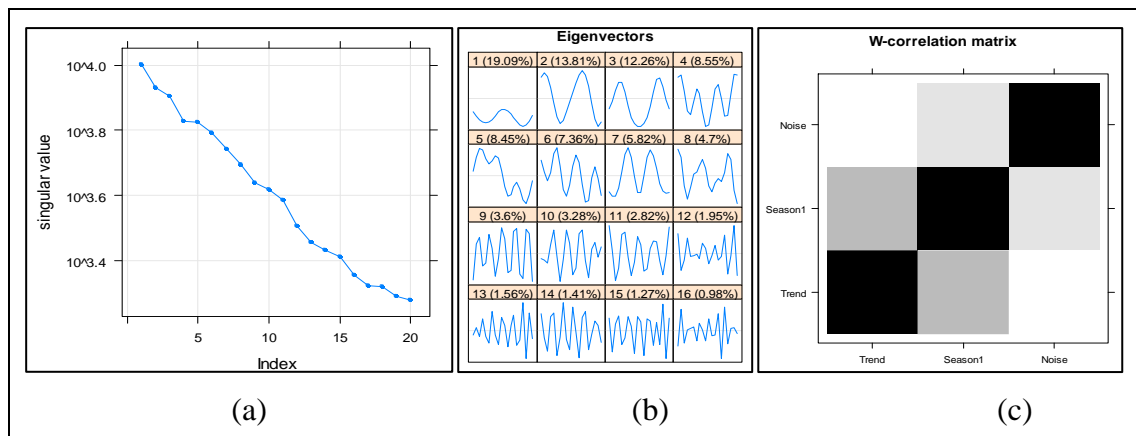 10^4.0
10^3.8
10^3.6
10^3.4
singular value
5 10 15 20
Index
(a)
Eigenvectors
1 (19.09%) 2 (13.81%) 3 (12.26%) 4 (8.55%)
5 (8.45%) 6 (7.36%) 7 (5.82%) 8 (4.7%)
9 (3.6%) 10 (3.28%) 11 (2.82%) 12 (1.95%)
13 (1.56%) 14 (1.41%) 15 (1.27%) 16 (0.98%)
(b)
W-correlation matrix
Noise
Season1
Trend
Trend Season1 Noise
(c)